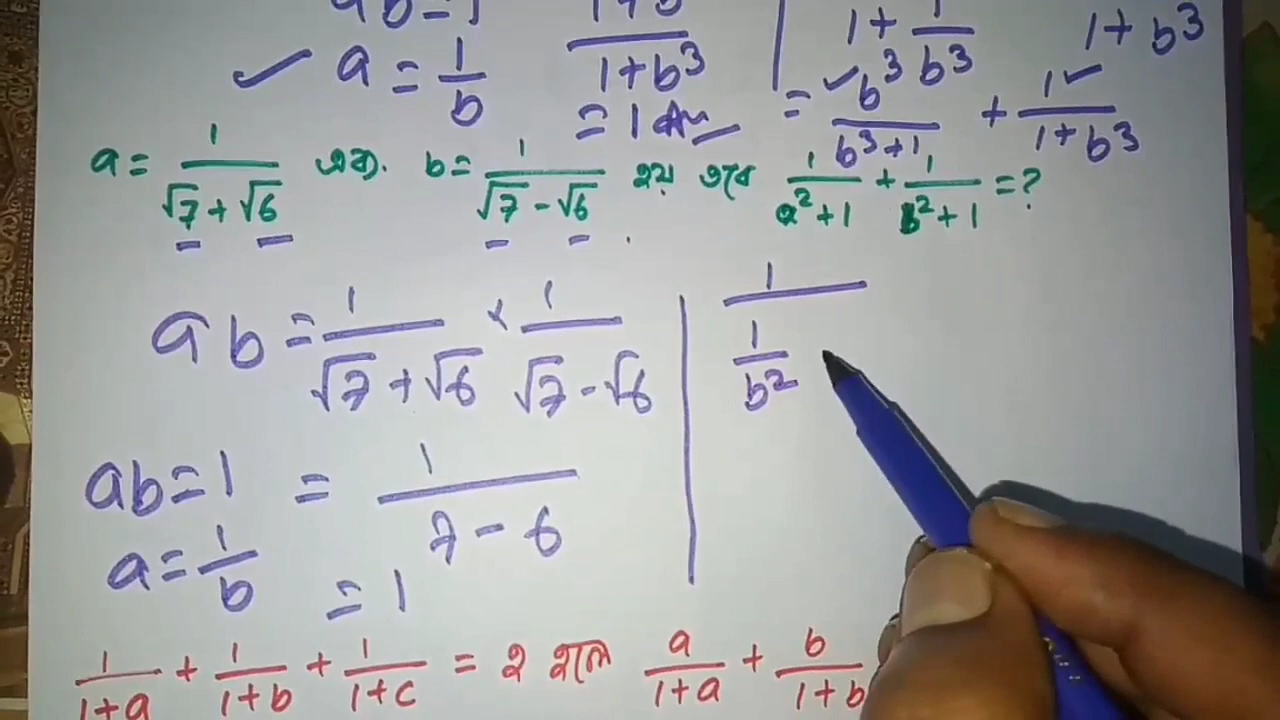 ab=1
a = 1/b
1+b³
= 1 Ans
1 + 1/b³
1 + b³
= b³/(b³+1) + 1/(1+b³)
a = 1/(√7+√6) এবং b = 1/(√7-√6) হয় তবে 1/(a²+1) + 1/(b²+1) = ?
ab = 1/(√7+√6) × 1/(√7-√6)
ab = 1 = 1/(7-6)
a = 1/b = 1
1
1/b²
1/(1+a) + 1/(1+b) + 1/(1+c) = 2 হলে a/(1+a) + b/(1+b)